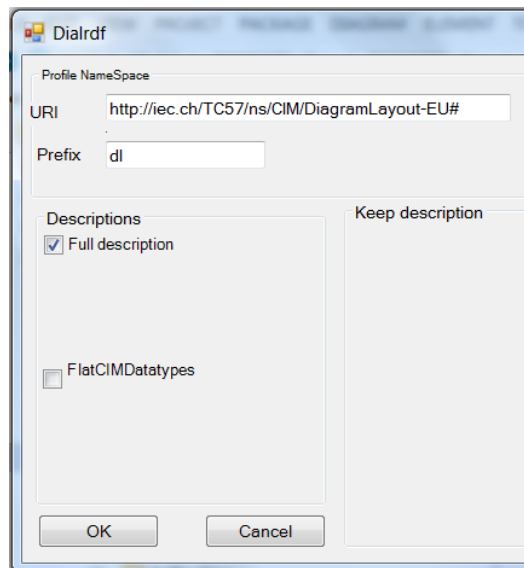 Dialrdf
Profile NameSpace
URI
http://iec.ch/TC57/ns/CIM/DiagramLayout-EU#
Prefix
dl
Descriptions
Full description
FlatCIMDatatypes
Keep description
OK
Cancel